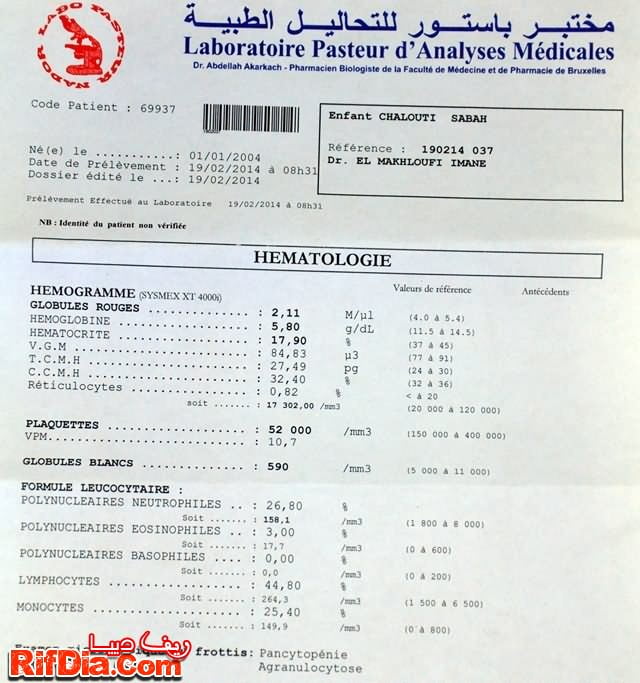 LABO PASTEUR
NADOR
مختبر باستور للتحاليل الطبية
Laboratoire Pasteur d'Analyses Médicales
Dr. Abdellah Akarkach - Pharmacien Biologiste de la Faculté de Médecine et de Pharmacie de Bruxelles
Code Patient : 69937
Enfant CHALOUTI SABAH
Référence : 190214 037
Dr. EL MAKHLOUFI IMANE
Né(e) le ...........: 01/01/2004
Date de Prélèvement : 19/02/2014 à 08h31
Dossier édité le ...: 19/02/2014
Prélèvement Effectué au Laboratoire 19/02/2014 à 08h31
NB : Identité du patient non vérifiée
HEMATOLOGIE
Valeurs de référence Antécédents
HEMOGRAMME (SYSMEX XT 4000i)
GLOBULES ROUGES ............. : 2,11 M/µl (4.0 à 5.4)
HEMOGLOBINE ................. : 5,80 g/dL (11.5 à 14.5)
HEMATOCRITE ................. : 17,90 % (37 à 45)
V.G.M ....................... : 84,83 µ3 (77 à 91)
T.C.M.H ..................... : 27,49 pg (24 à 30)
C.C.M.H ..................... : 32,40 % (32 à 36)
Réticulocytes ............... : 0,82 % < à 20
soit ....... : 17 302,00 /mm3 (20 000 à 120 000)
PLAQUETTES .................. : 52 000 /mm3 (150 000 à 400 000)
VPM.......................... : 10,7
GLOBULES BLANCS ............. : 590 /mm3 (5 000 à 11 000)
FORMULE LEUCOCYTAIRE :
POLYNUCLEAIRES NEUTROPHILES .. : 26,80 %
Soit ....... : 158,1 /mm3 (1 800 à 8 000)
POLYNUCLEAIRES EOSINOPHILES .. : 3,00 %
Soit ....... : 17,7 /mm3 (0 à 600)
POLYNUCLEAIRES BASOPHILES .... : 0,00 %
Soit ....... : 0,0 /mm3 (0 à 200)
LYMPHOCYTES .................. : 44,80 %
Soit ....... : 264,3 /mm3 (1 500 à 6 500)
MONOCYTES .................... : 25,40 %
Soit ....... : 149,9 /mm3 (0 à 800)
frottis: Pancytopénie
Agranulocytose
ريف ديا
RifDia.Com